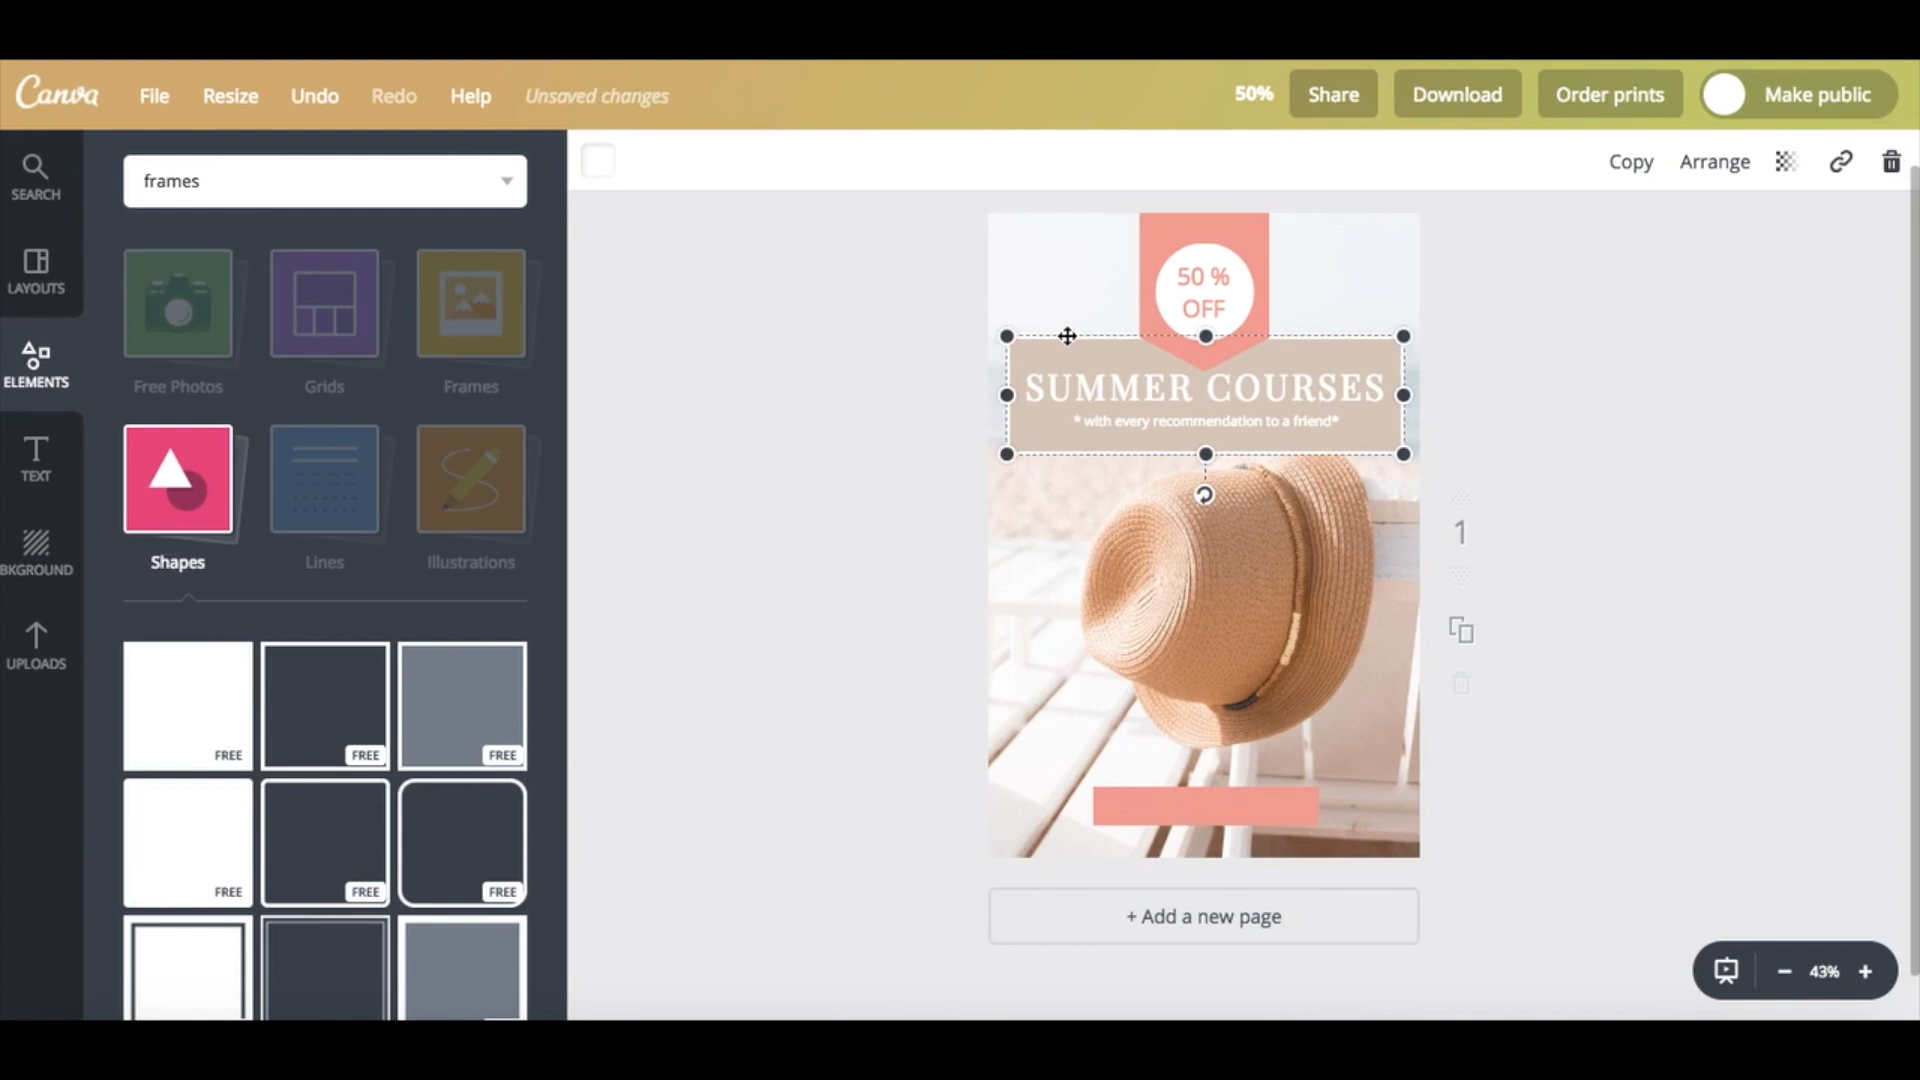 Canva File Resize Undo Redo Help Unsaved changes 50% Share Download Order prints Make public
frames
Copy Arrange
SEARCH
LAYOUTS
ELEMENTS
TEXT
BKGROUND
UPLOADS
Free Photos Grids Frames
Shapes Lines Illustrations
FREE FREE FREE
FREE FREE FREE
50 %
OFF
SUMMER COURSES
* with every recommendation to a friend*
1
+ Add a new page
43%